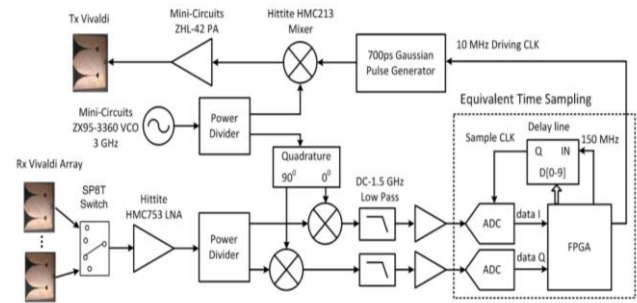 Tx Vivaldi
Mini-Circuits
ZHL-42 PA
Hittite HMC213
Mixer
700ps Gaussian
Pulse Generator
10 MHz Driving CLK
Mini-Circuits
ZX95-3360 VCO
3 GHz
Power
Divider
Equivalent Time Sampling
Delay line
Sample CLK
Q IN
D[0-9]
150 MHz
Quadrature
90⁰ 0⁰
Rx Vivaldi Array
SP8T
Switch
Hittite
HMC753 LNA
Power
Divider
DC-1.5 GHz
Low Pass
ADC
data I
FPGA
ADC
data Q